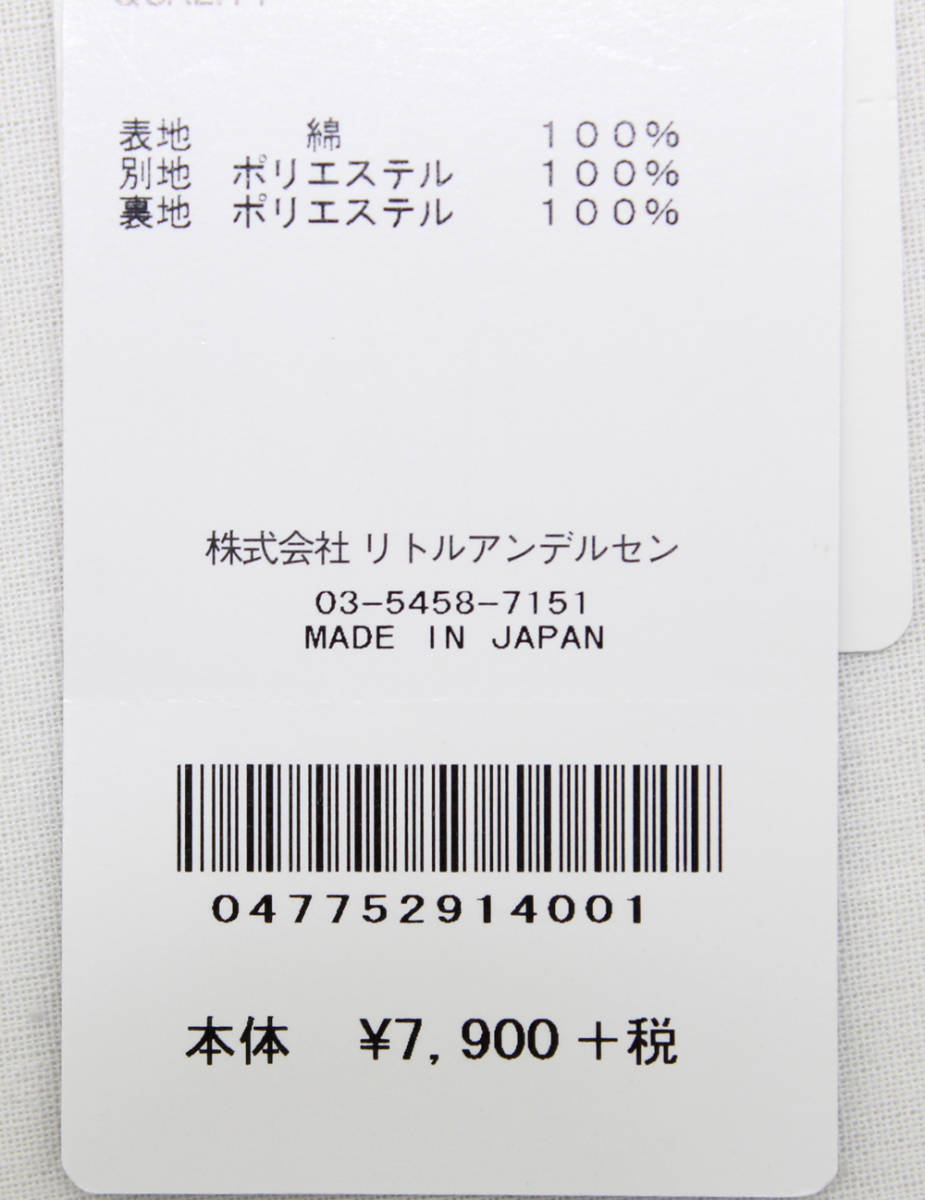 表地 綿 100%
別地 ポリエステル 100%
裏地 ポリエステル 100%
株式会社 リトルアンデルセン
03-5458-7151
MADE IN JAPAN
047752914001
本体 ¥7,900+税